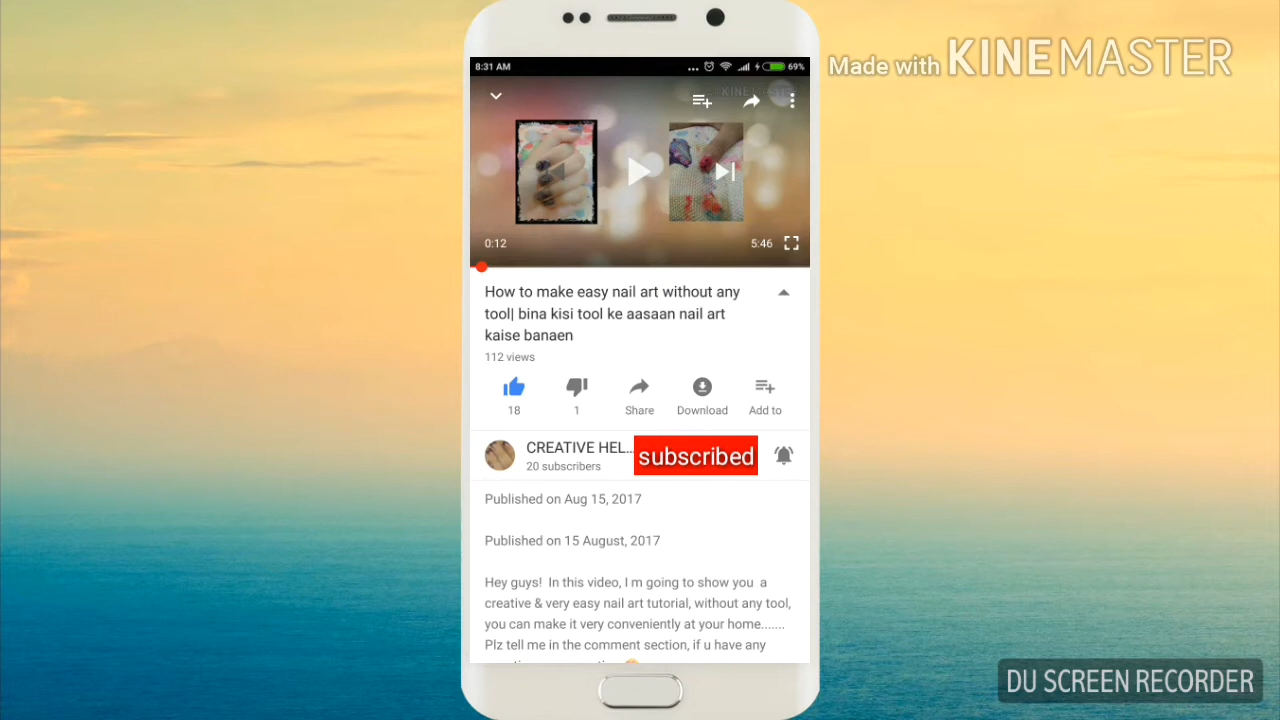 Made with KINEMASTER
8:31 AM
69%
KINEMASTER
0:12
5:46
How to make easy nail art without any
tool| bina kisi tool ke aasaan nail art
kaise banaen
112 views
18
1
Share
Download
Add to
CREATIVE HEL...
subscribed
20 subscribers
Published on Aug 15, 2017
Published on 15 August, 2017
Hey guys! In this video, I m going to show you a
creative & very easy nail art tutorial, without any tool,
you can make it very conveniently at your home.......
Plz tell me in the comment section, if u have any
DU SCREEN RECORDER